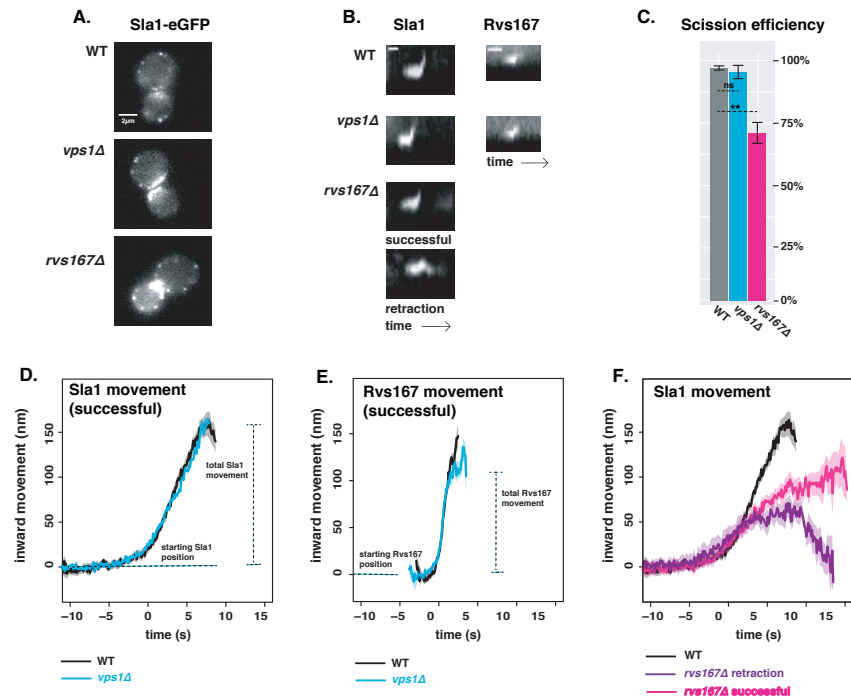 A.
Sla1-eGFP
WT
2μm
vps1Δ
rvs167Δ
B.
Sla1
Rvs167
WT
vps1Δ
time
rvs167Δ
successful
retraction
time
C.
Scission efficiency
100%
75%
50%
25%
0%
ns
**
WT
vps1Δ
rvs167Δ
D.
Sla1 movement
(successful)
inward movement (nm)
150
100
50
0
total Sla1
movement
starting Sla1
position
−10 −5 0 5 10 15
time (s)
WT
vps1Δ
E.
Rvs167 movement
(successful)
inward movement (nm)
150
100
50
0
total Rvs167
movement
starting Rvs167
position
−10 −5 0 5 10 15
time (s)
WT
vps1Δ
F.
Sla1 movement
inward movement (nm)
150
100
50
0
−10 −5 0 5 10 15
time (s)
WT
rvs167Δ retraction
rvs167Δ successful